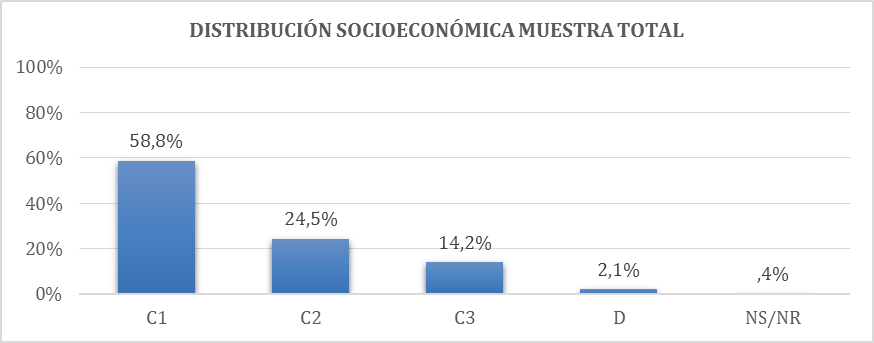 DISTRIBUCIÓN SOCIOECONÓMICA MUESTRA TOTAL
100%
80%
60%
40%
20%
0%
58,8%
24,5%
14,2%
2,1%
,4%
C1
C2
C3
D
NS/NR